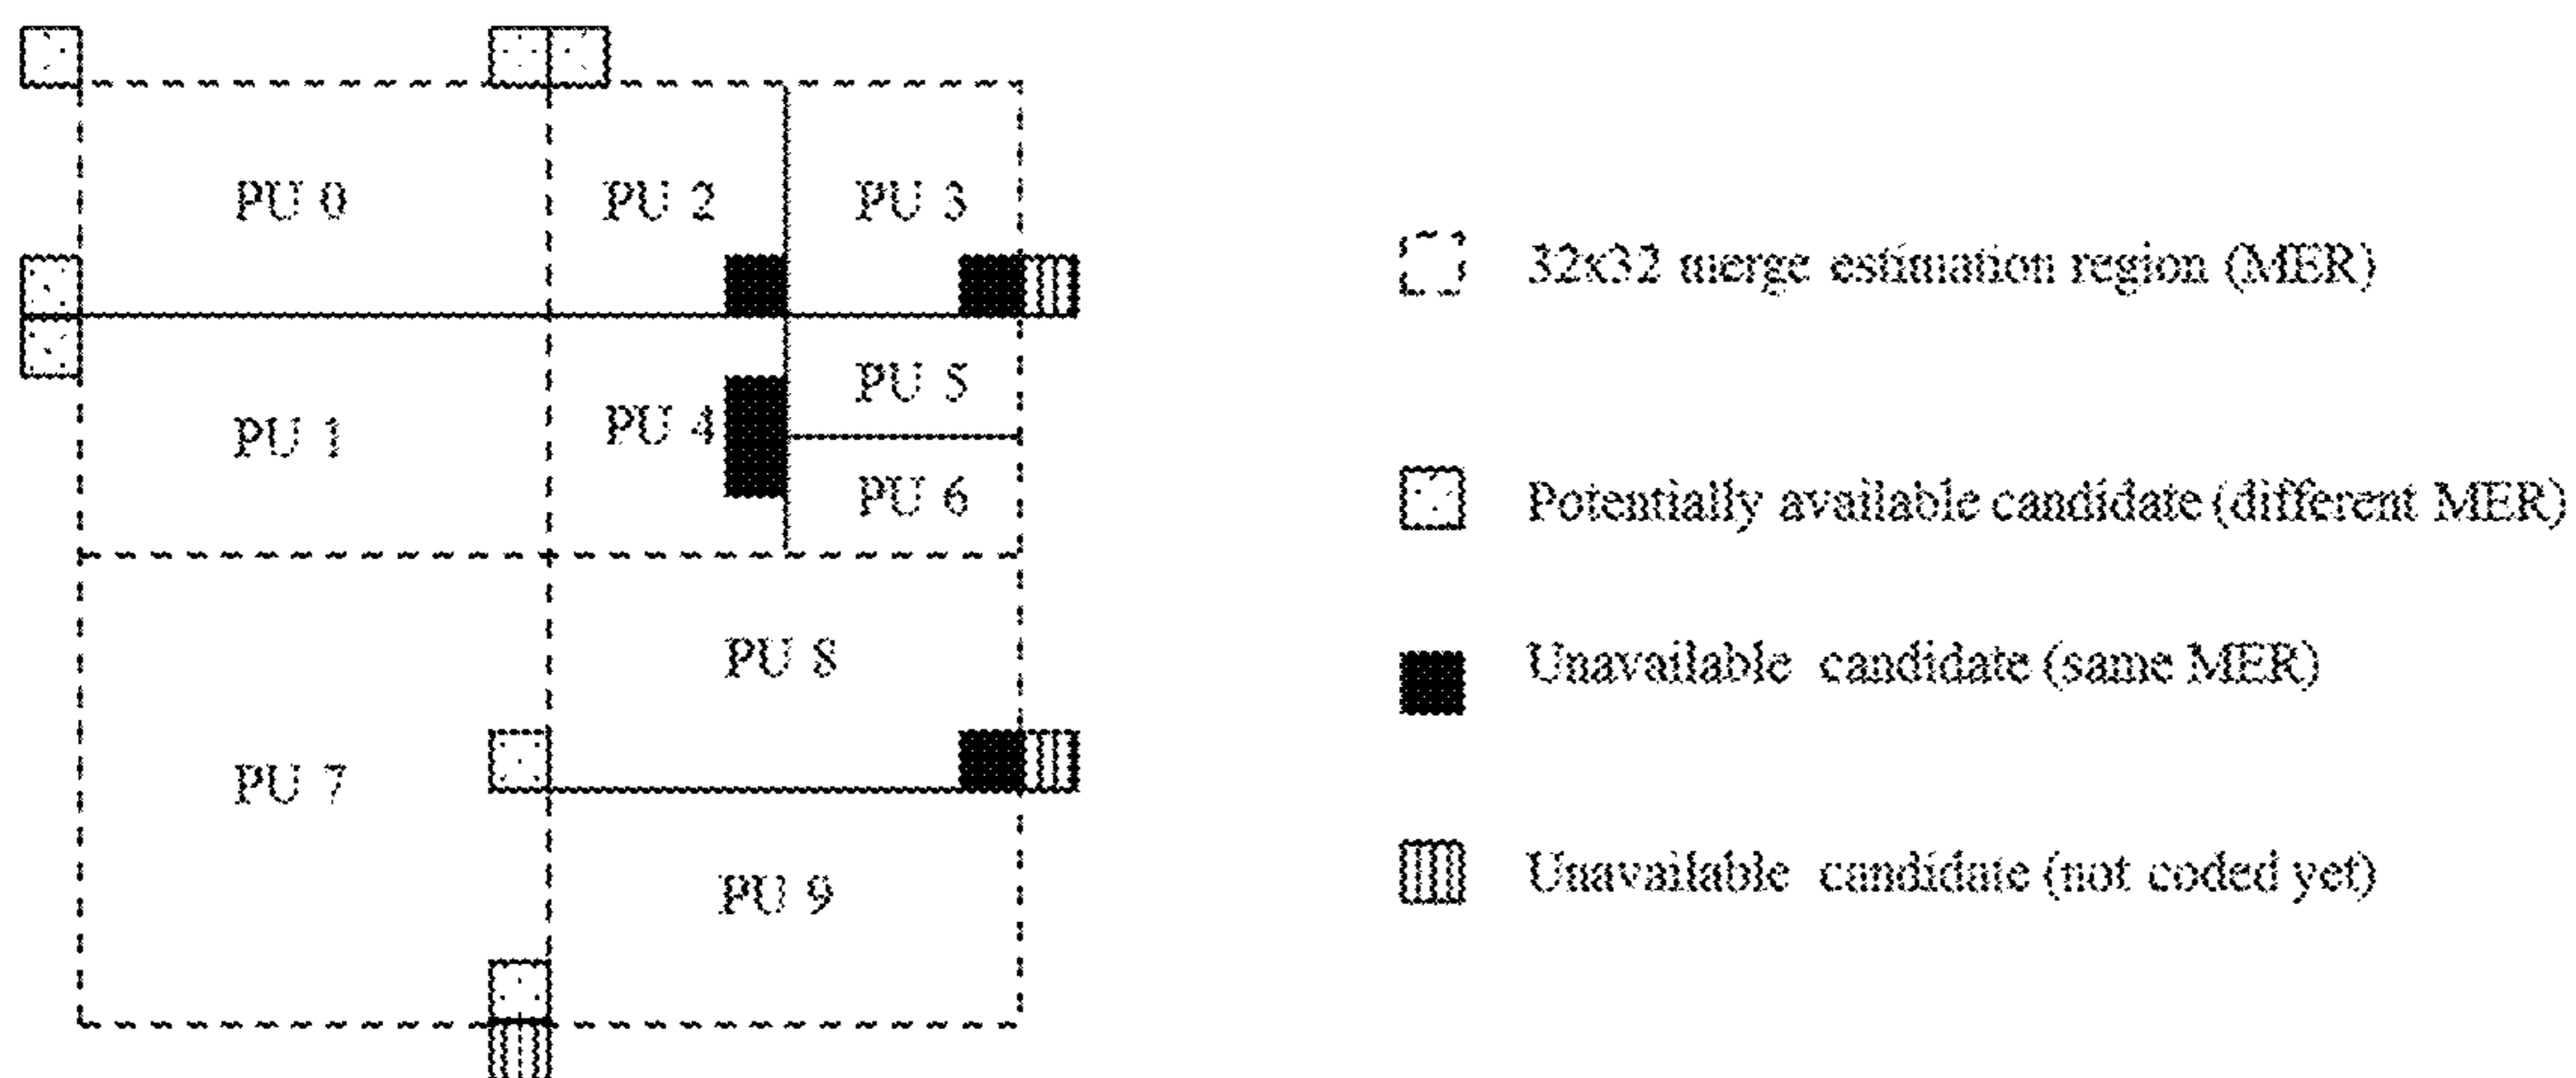 PU 0
PU 2
PU 3
PU 1
PU 4
PU 5
PU 6
PU 7
PU 8
PU 9
32x32 merge estimation region (MER)
Potentially available candidate (different MER)
Unavailable candidate (same MER)
Unavailable candidate (not coded yet)